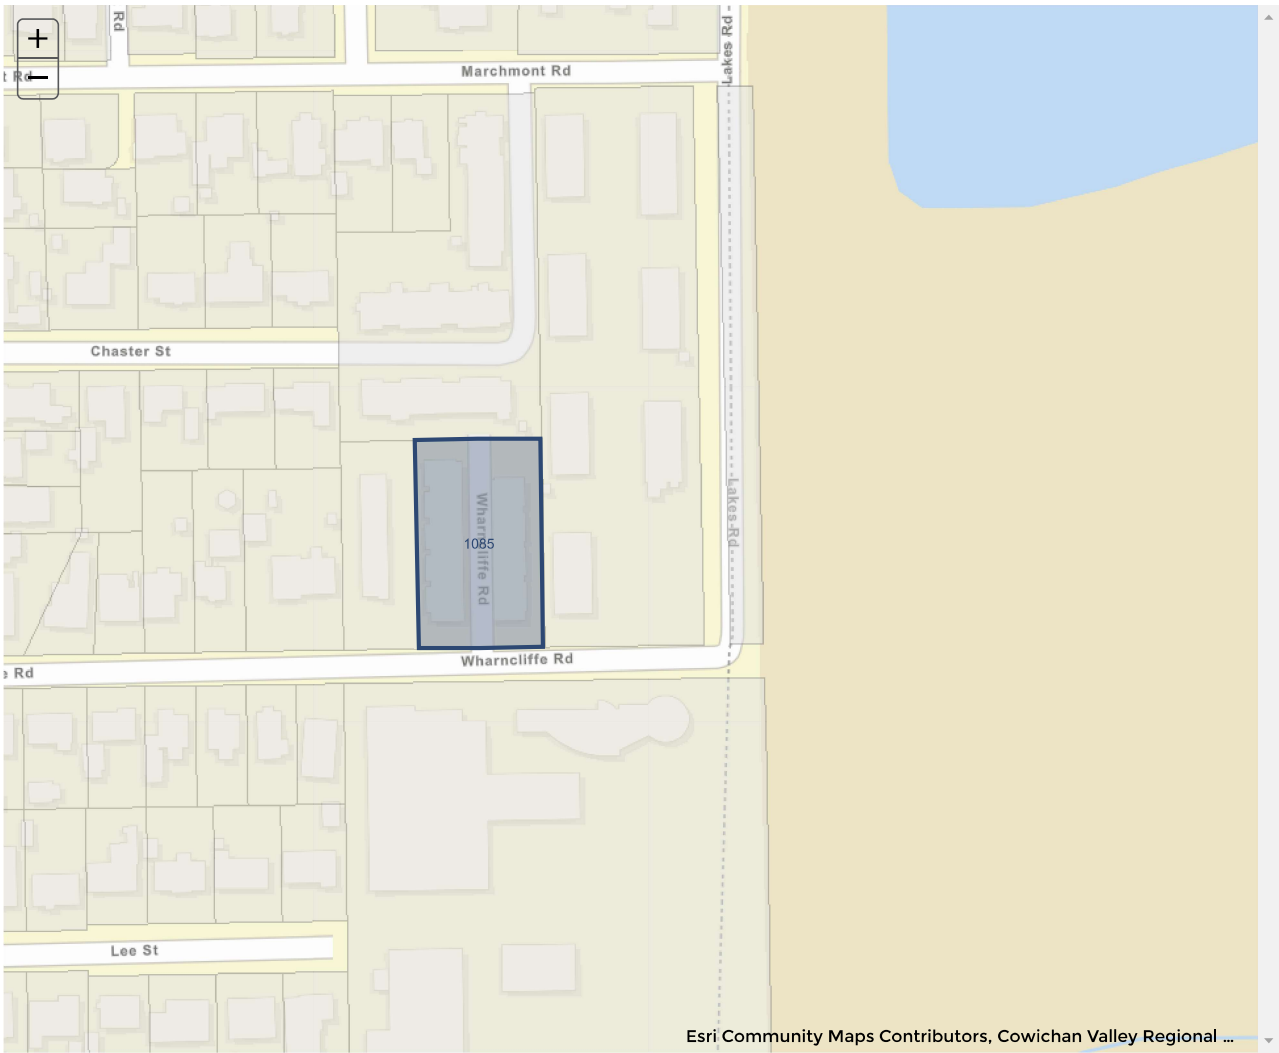 Rd
+
−
t Rd
Marchmont Rd
Lakes Rd
Chaster St
Wharncliffe Rd
1085
Lakes Rd
Wharncliffe Rd
e Rd
Lee St
Esri Community Maps Contributors, Cowichan Valley Regional ...